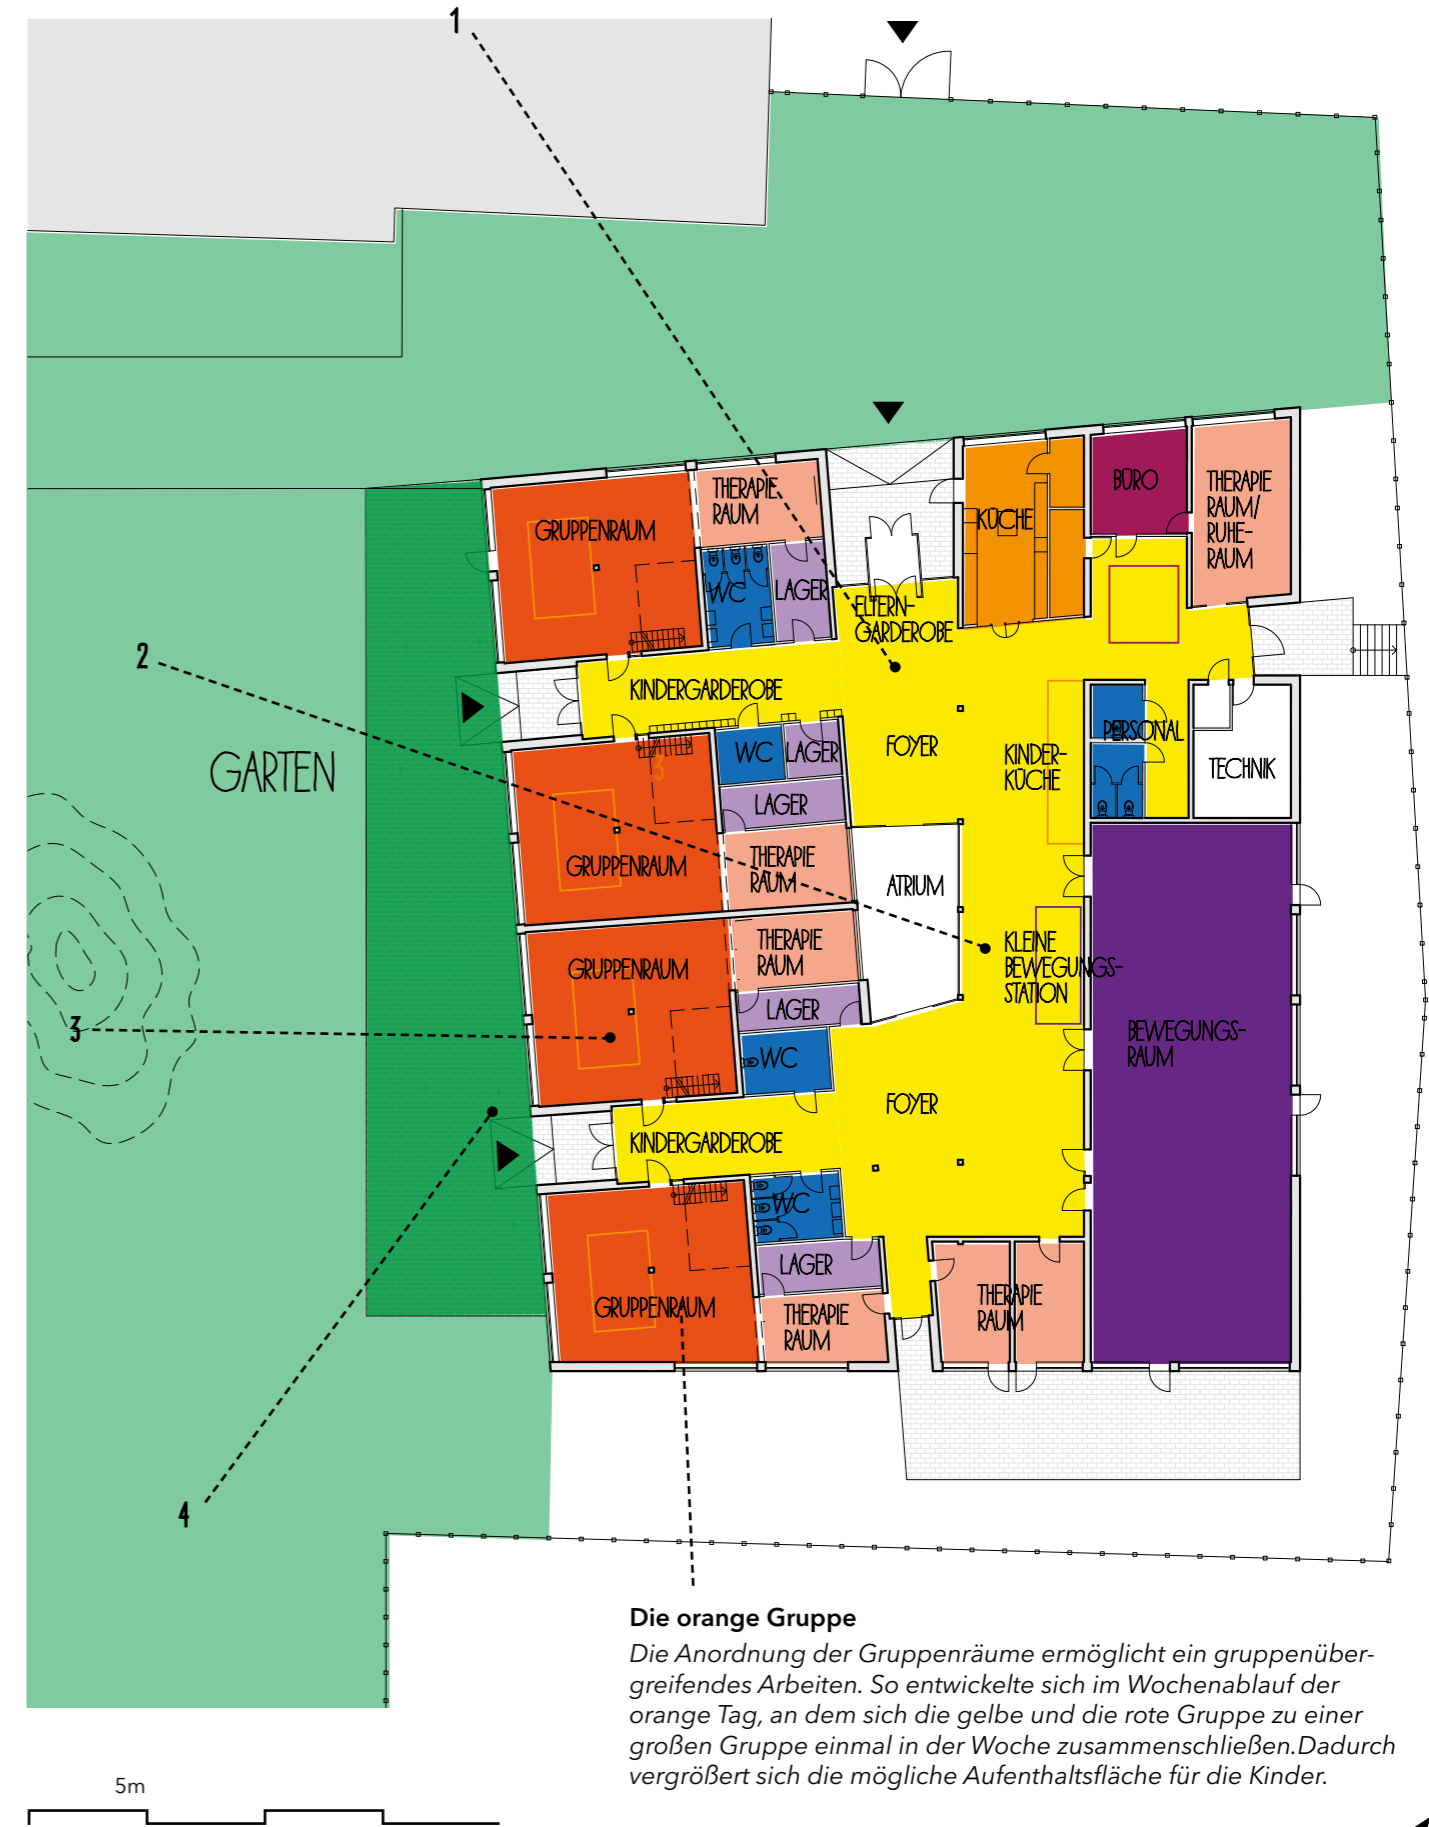 1
GRUPPENRAUM
THERAPIE
RAUM
WC
LAGER
ELTERN-
GARDEROBE
KÜCHE
BÜRO
THERAPIE
RAUM/
RUHE-
RAUM
2
KINDERGARDEROBE
GARTEN
3
WC
LAGER
LAGER
FOYER
KINDER-
KÜCHE
PERSONAL
TECHNIK
GRUPPENRAUM
THERAPIE
RAUM
ATRIUM
GRUPPENRAUM
THERAPIE
RAUM
LAGER
WC
KLEINE
BEWEGUNGS-
STATION
BEWEGUNGS-
RAUM
3
FOYER
KINDERGARDEROBE
WC
LAGER
GRUPPENRAUM
THERAPIE
RAUM
THERAPIE
RAUM
4
Die orange Gruppe
Die Anordnung der Gruppenräume ermöglicht ein gruppenüber-
greifendes Arbeiten. So entwickelte sich im Wochenablauf der
orange Tag, an dem sich die gelbe und die rote Gruppe zu einer
großen Gruppe einmal in der Woche zusammenschließen.Dadurch
vergrößert sich die mögliche Aufenthaltsfläche für die Kinder.
5m